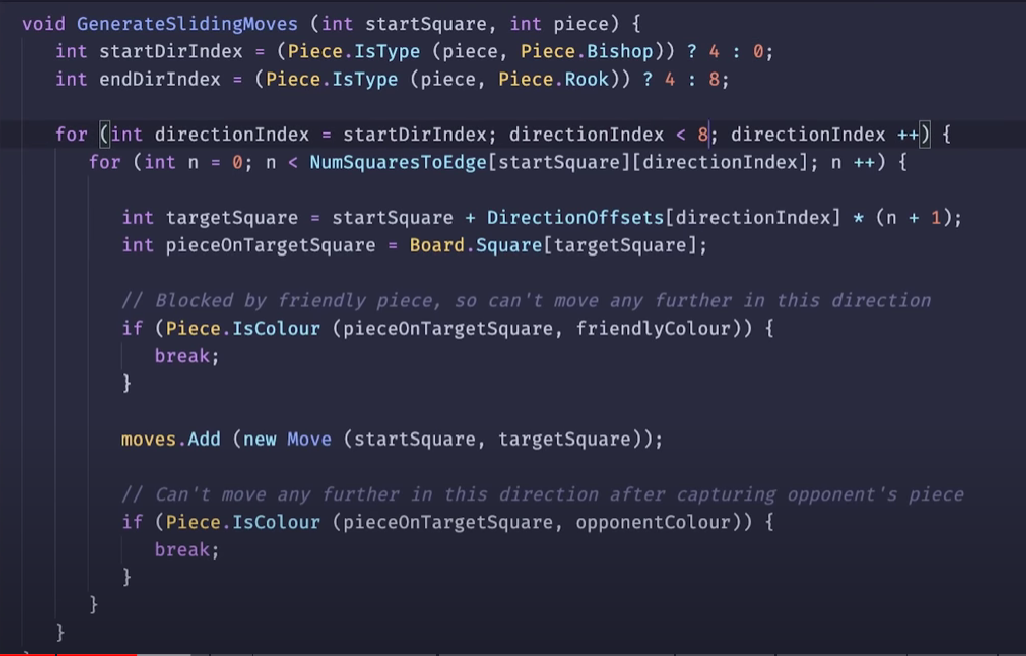 void GenerateSlidingMoves (int startSquare, int piece) {
int startDirIndex = (Piece.IsType (piece, Piece.Bishop)) ? 4 : 0;
int endDirIndex = (Piece.IsType (piece, Piece.Rook)) ? 4 : 8;
for (int directionIndex = startDirIndex; directionIndex < 8; directionIndex ++) {
for (int n = 0; n < NumSquaresToEdge[startSquare][directionIndex]; n ++) {
int targetSquare = startSquare + DirectionOffsets[directionIndex] * (n + 1);
int pieceOnTargetSquare = Board.Square[targetSquare];
// Blocked by friendly piece, so can't move any further in this direction
if (Piece.IsColour (pieceOnTargetSquare, friendlyColour)) {
break;
}
moves.Add (new Move (startSquare, targetSquare));
// Can't move any further in this direction after capturing opponent's piece
if (Piece.IsColour (pieceOnTargetSquare, opponentColour)) {
break;
}
}
}